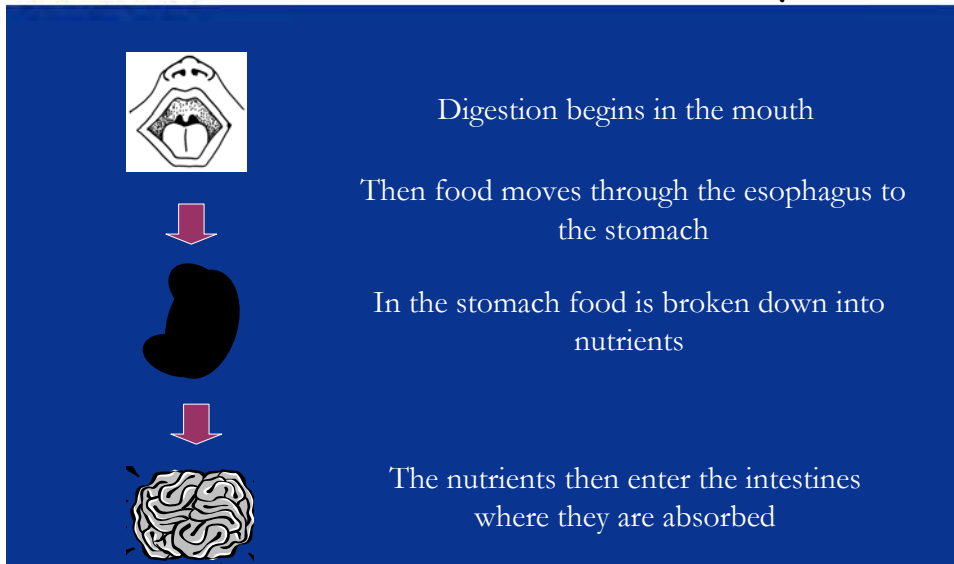 Digestion begins in the mouth
Then food moves through the esophagus to
the stomach
In the stomach food is broken down into
nutrients
The nutrients then enter the intestines
where they are absorbed